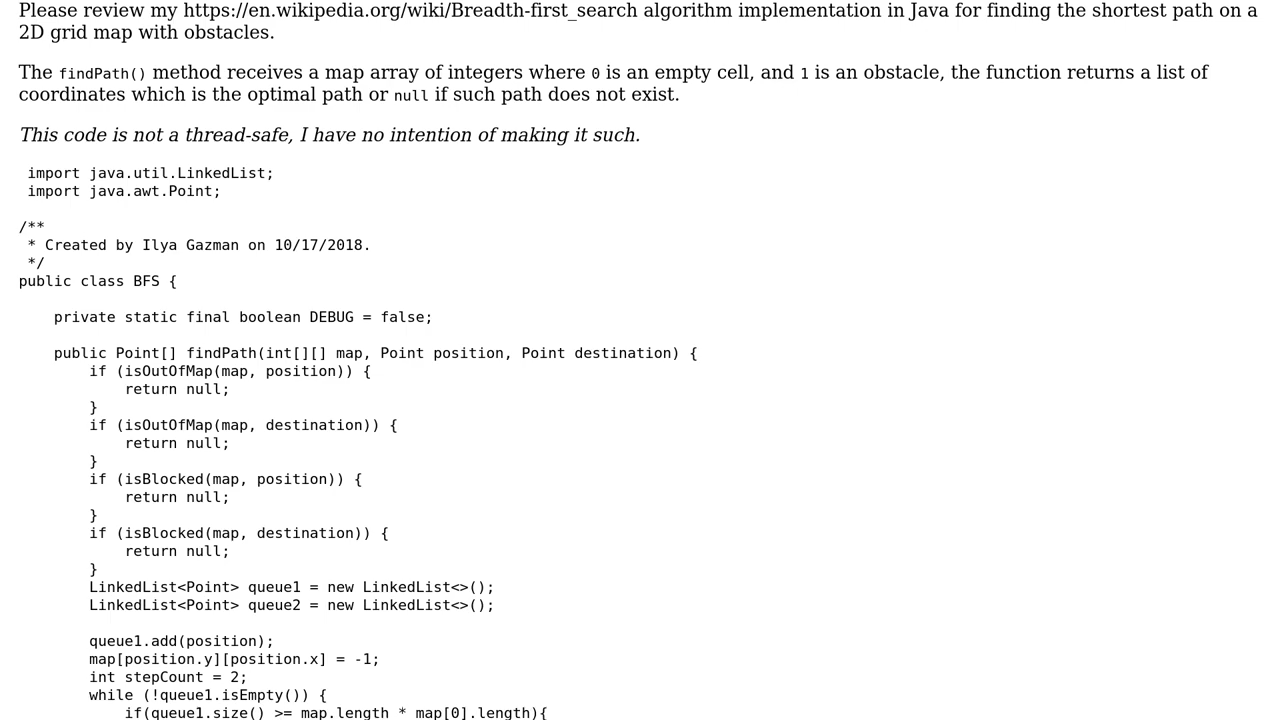 Please review my https://en.wikipedia.org/wiki/Breadth-first_search algorithm implementation in Java for finding the shortest path on a
2D grid map with obstacles.
The findPath() method receives a map array of integers where 0 is an empty cell, and 1 is an obstacle, the function returns a list of
coordinates which is the optimal path or null if such path does not exist.
This code is not a thread-safe, I have no intention of making it such.
import java.util.LinkedList;
import java.awt.Point;
/**
 * Created by Ilya Gazman on 10/17/2018.
 */
public class BFS {
    private static final boolean DEBUG = false;
    public Point[] findPath(int[][] map, Point position, Point destination) {
        if (isOutOfMap(map, position)) {
            return null;
        }
        if (isOutOfMap(map, destination)) {
            return null;
        }
        if (isBlocked(map, position)) {
            return null;
        }
        if (isBlocked(map, destination)) {
            return null;
        }
        LinkedList<Point> queue1 = new LinkedList<>();
        LinkedList<Point> queue2 = new LinkedList<>();
        queue1.add(position);
        map[position.y][position.x] = -1;
        int stepCount = 2;
        while (!queue1.isEmpty()) {
            if(queue1.size() >= map.length * map[0].length){